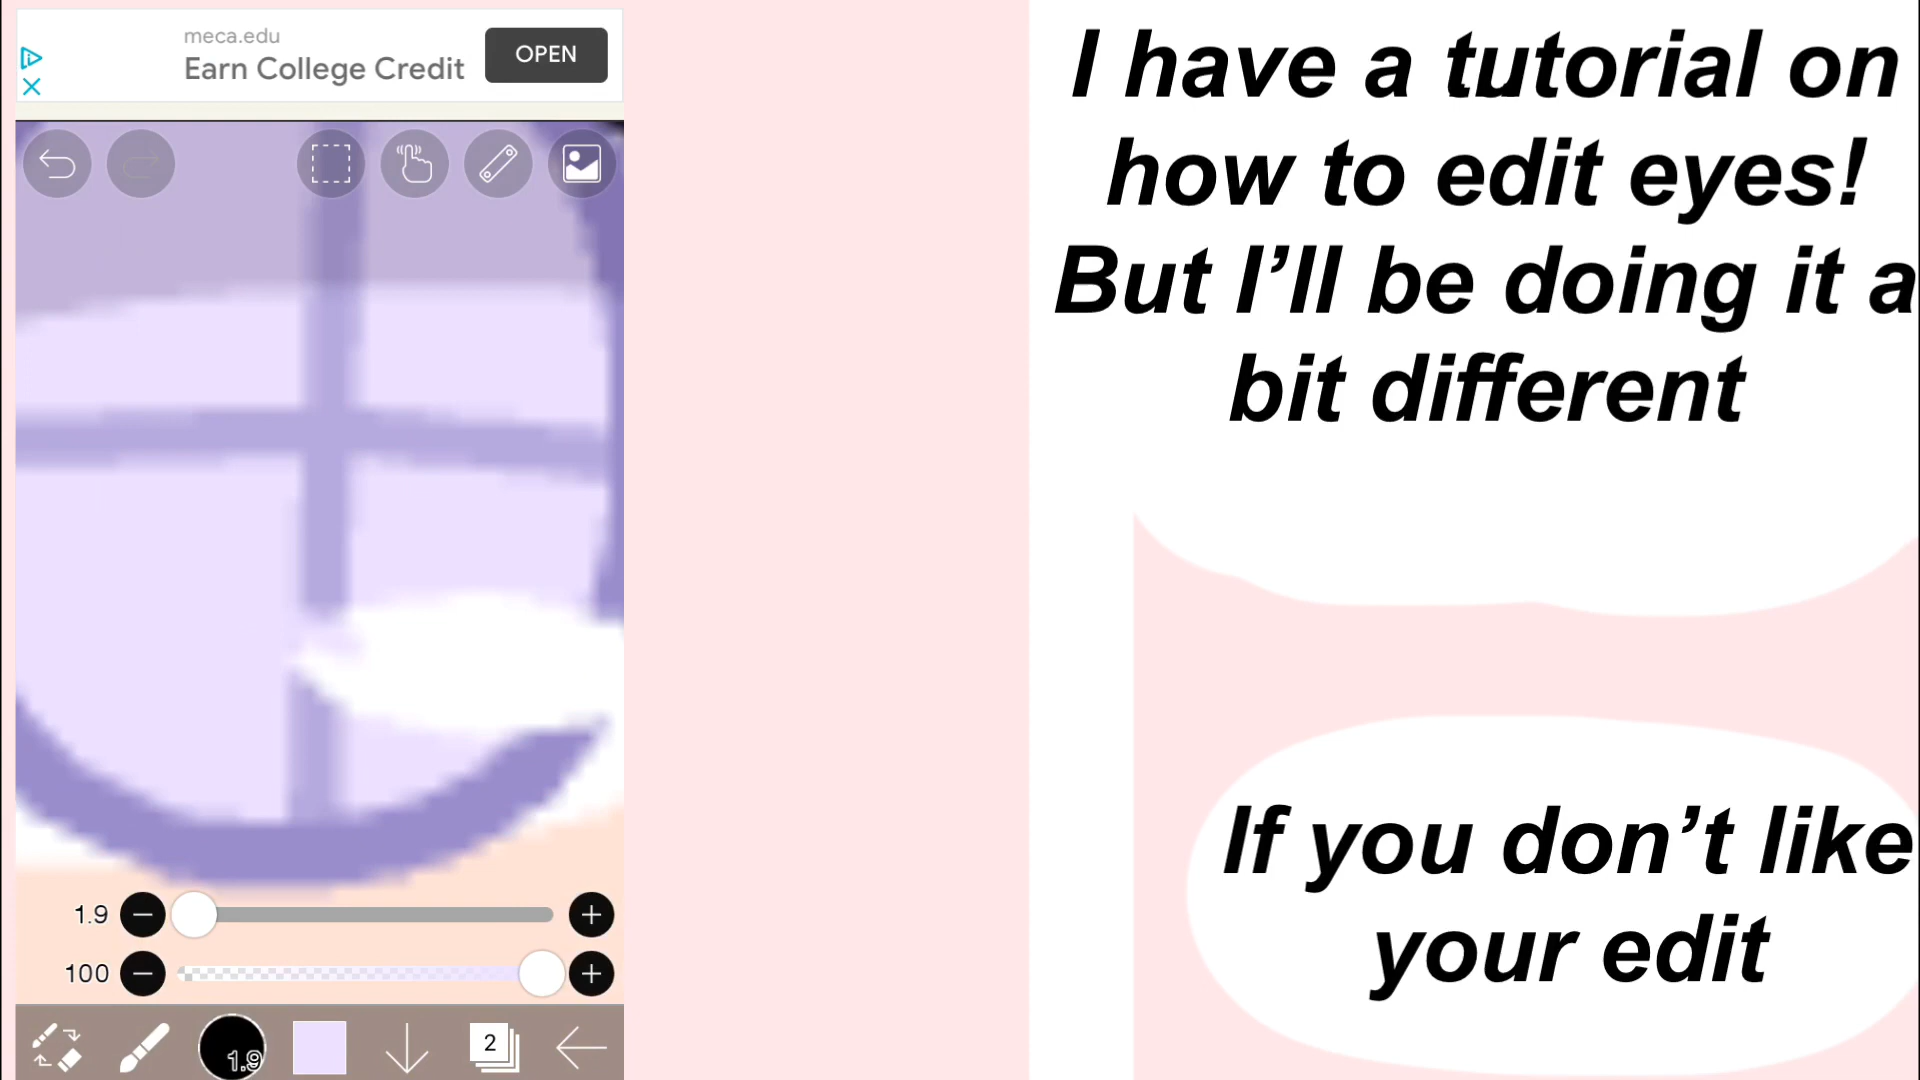 meca.edu
Earn College Credit
OPEN
1.9
100
1.9
2
I have a tutorial on
how to edit eyes!
But I’ll be doing it a
bit different
If you don’t like
your edit